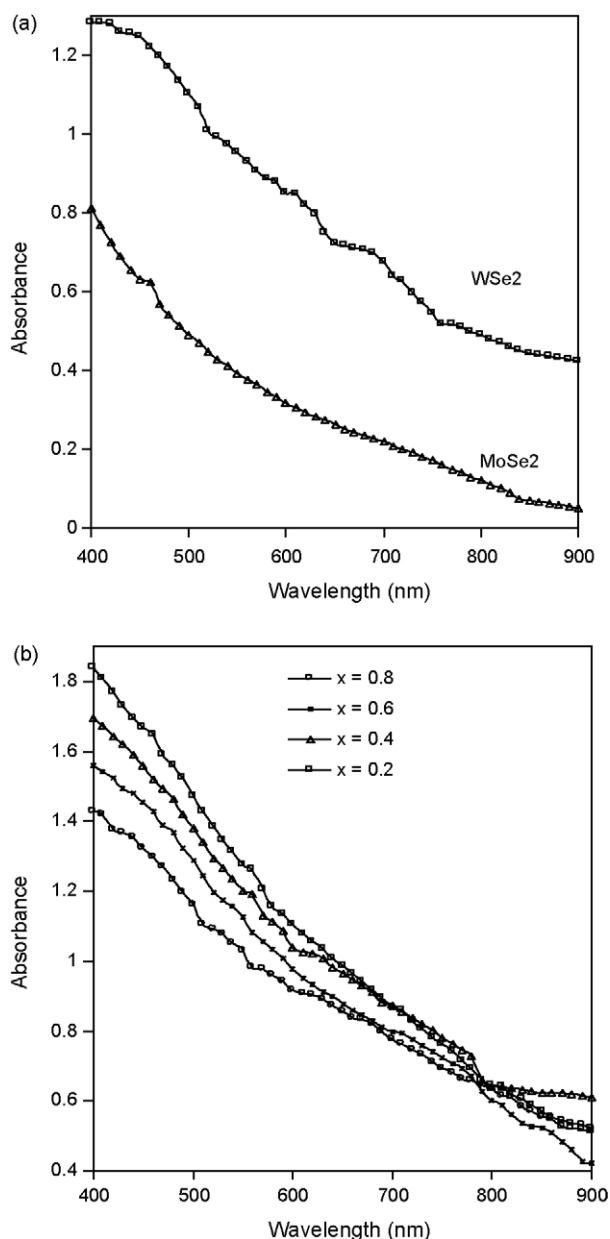 (a)
1.2
1
0.8
0.6
0.4
0.2
0
Absorbance
WSe2
MoSe2
400 500 600 700 800 900
Wavelength (nm)
(b)
1.8
1.6
1.4
1.2
1
0.8
0.6
0.4
Absorbance
x = 0.8
x = 0.6
x = 0.4
x = 0.2
400 500 600 700 800 900
Wavelength (nm)